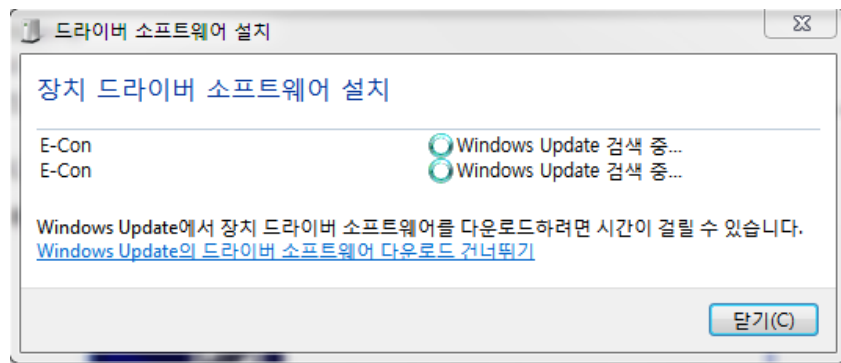 드라이버 소프트웨어 설치
장치 드라이버 소프트웨어 설치
E-Con Windows Update 검색 중...
E-Con Windows Update 검색 중...
Windows Update에서 장치 드라이버 소프트웨어를 다운로드하려면 시간이 걸릴 수 있습니다.
Windows Update의 드라이버 소프트웨어 다운로드 건너뛰기
닫기(C)